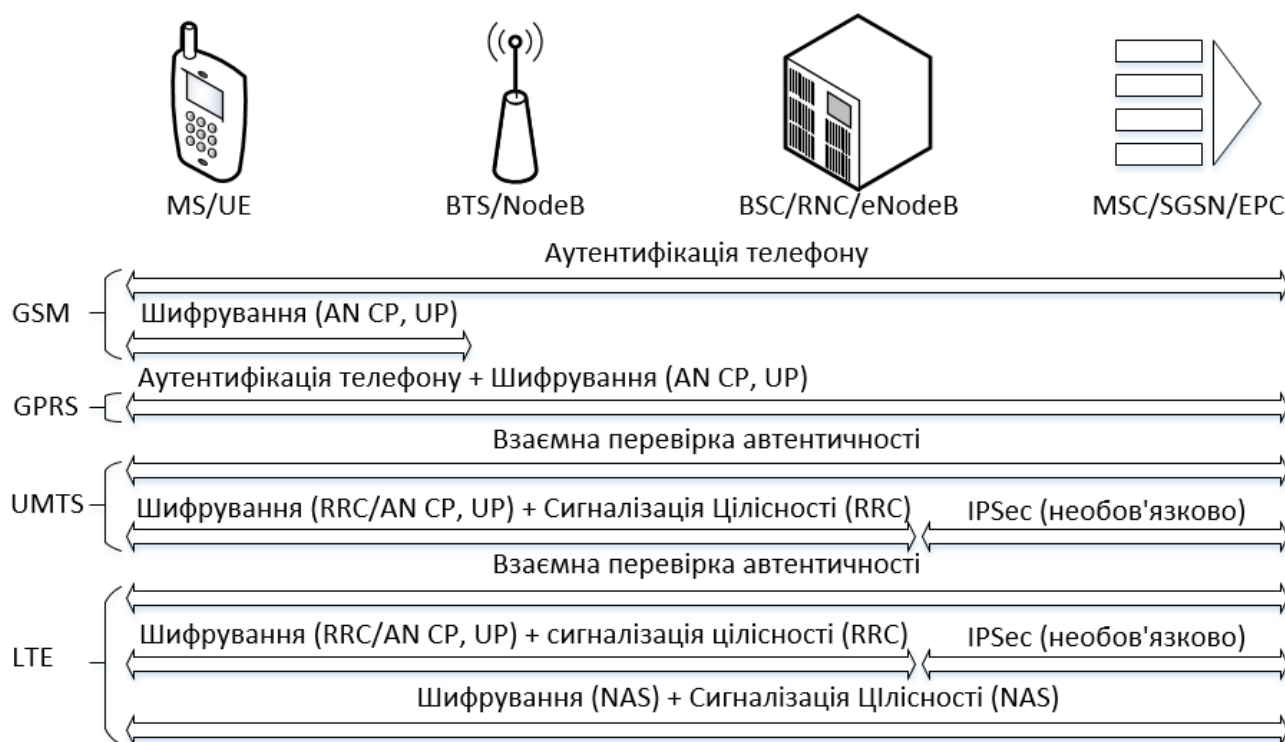 MS/UE BTS/NodeB BSC/RNC/eNodeB MSC/SGSN/EPC
Аутентифікація телефону
GSM
Шифрування (AN CP, UP)
Аутентифікація телефону + Шифрування (AN CP, UP)
GPRS
Взаємна перевірка автентичності
UMTS
Шифрування (RRC/AN CP, UP) + Сигналізація Цілісності (RRC) IPSec (необов'язково)
Взаємна перевірка автентичності
Шифрування (RRC/AN CP, UP) + сигналізація цілісності (RRC) IPSec (необов'язково)
LTE
Шифрування (NAS) + Сигналізація ЦІлісності (NAS)